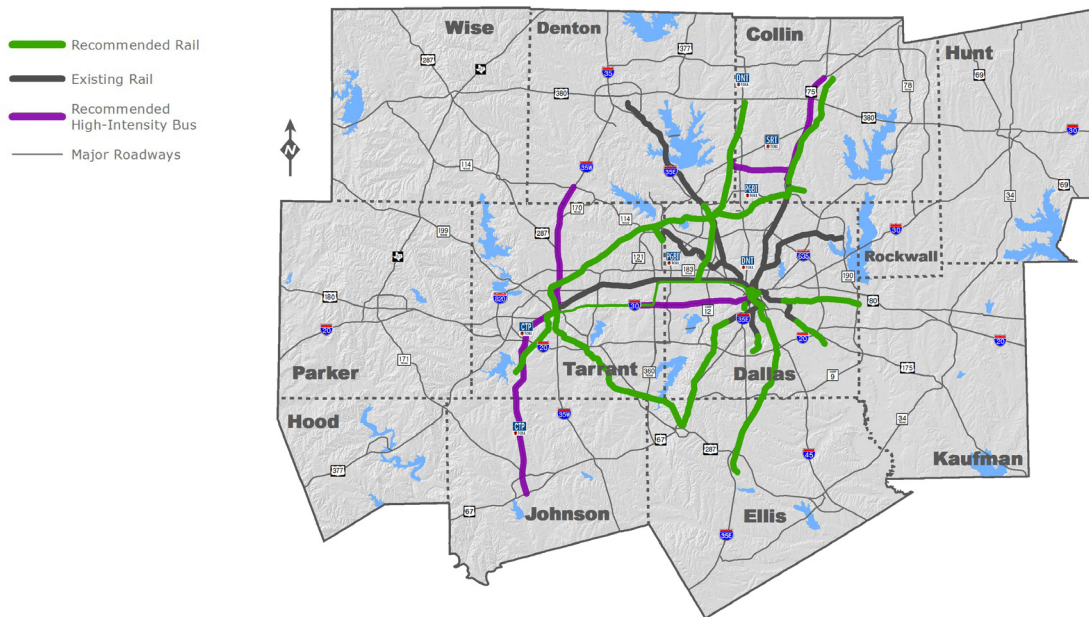 Recommended Rail
Existing Rail
Recommended
High-Intensity Bus
Major Roadways
N
Wise
Denton
Collin
Hunt
377
287
35
DNT
69
75
78
380
380
SRT
30
114
35W
35E
69
PGBT
34
170
199
114
287
30
121
PGBT
DNT
635
Rockwall
183
190
180
820
30
80
12
35E
20
CTP
20
20
20
171
175
Parker
Tarrant
360
Dallas
9
Hood
35W
34
CTP
67
287
45
Kaufman
377
67
Johnson
Ellis
35E